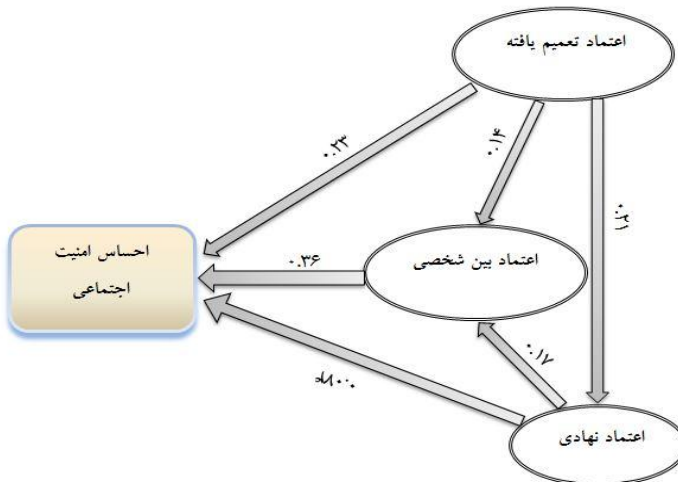 اعتماد تعمیم یافته
۰.۲۳
۰.۱۴
۰.۲۱
احساس امنیت
اجتماعی
۰.۳۶
اعتماد بین شخصی
۰.۱۷
اعتماد نهادی